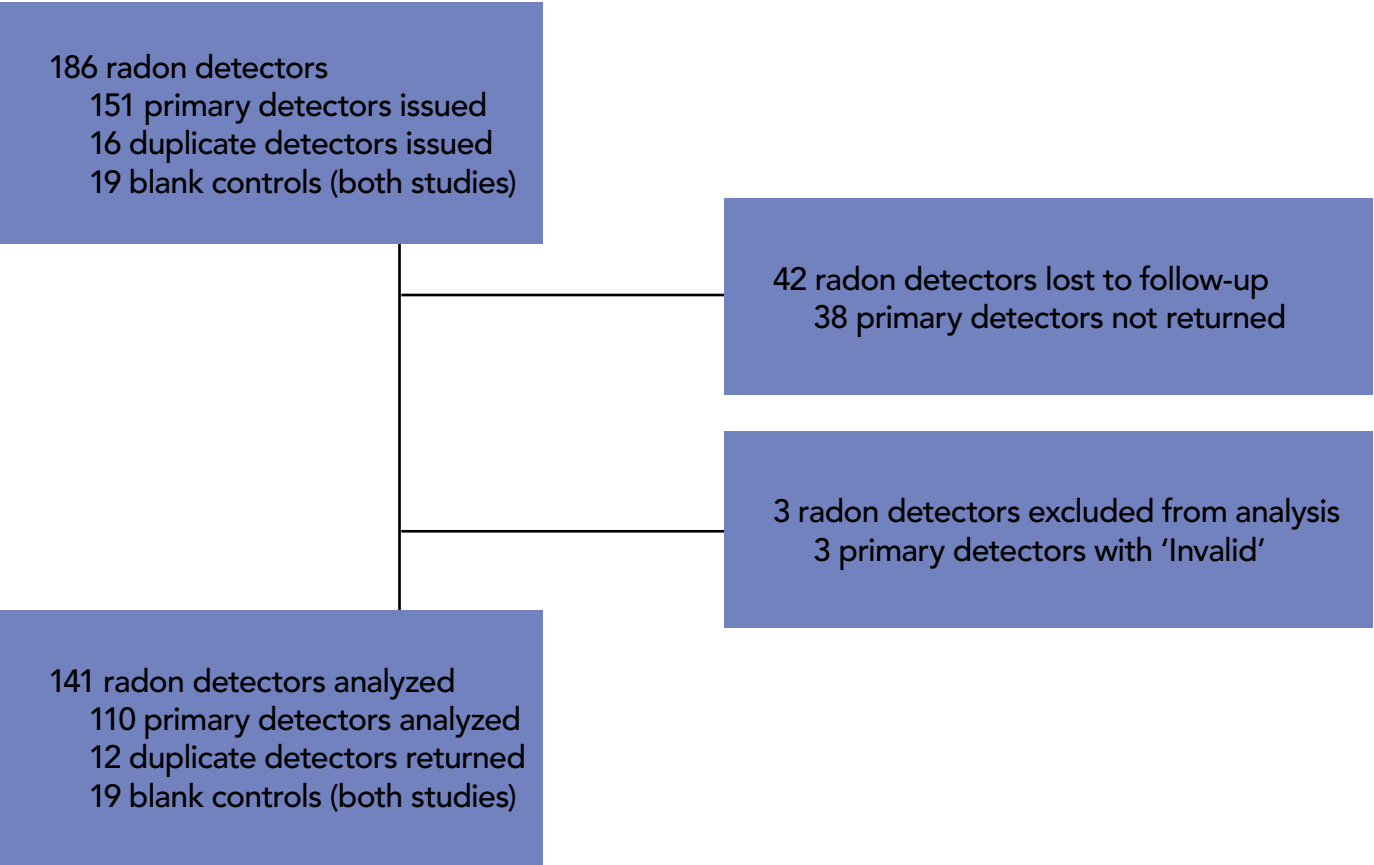 186 radon detectors
151 primary detectors issued
16 duplicate detectors issued
19 blank controls (both studies)
42 radon detectors lost to follow-up
38 primary detectors not returned
3 radon detectors excluded from analysis
3 primary detectors with ‘Invalid’
141 radon detectors analyzed
110 primary detectors analyzed
12 duplicate detectors returned
19 blank controls (both studies)